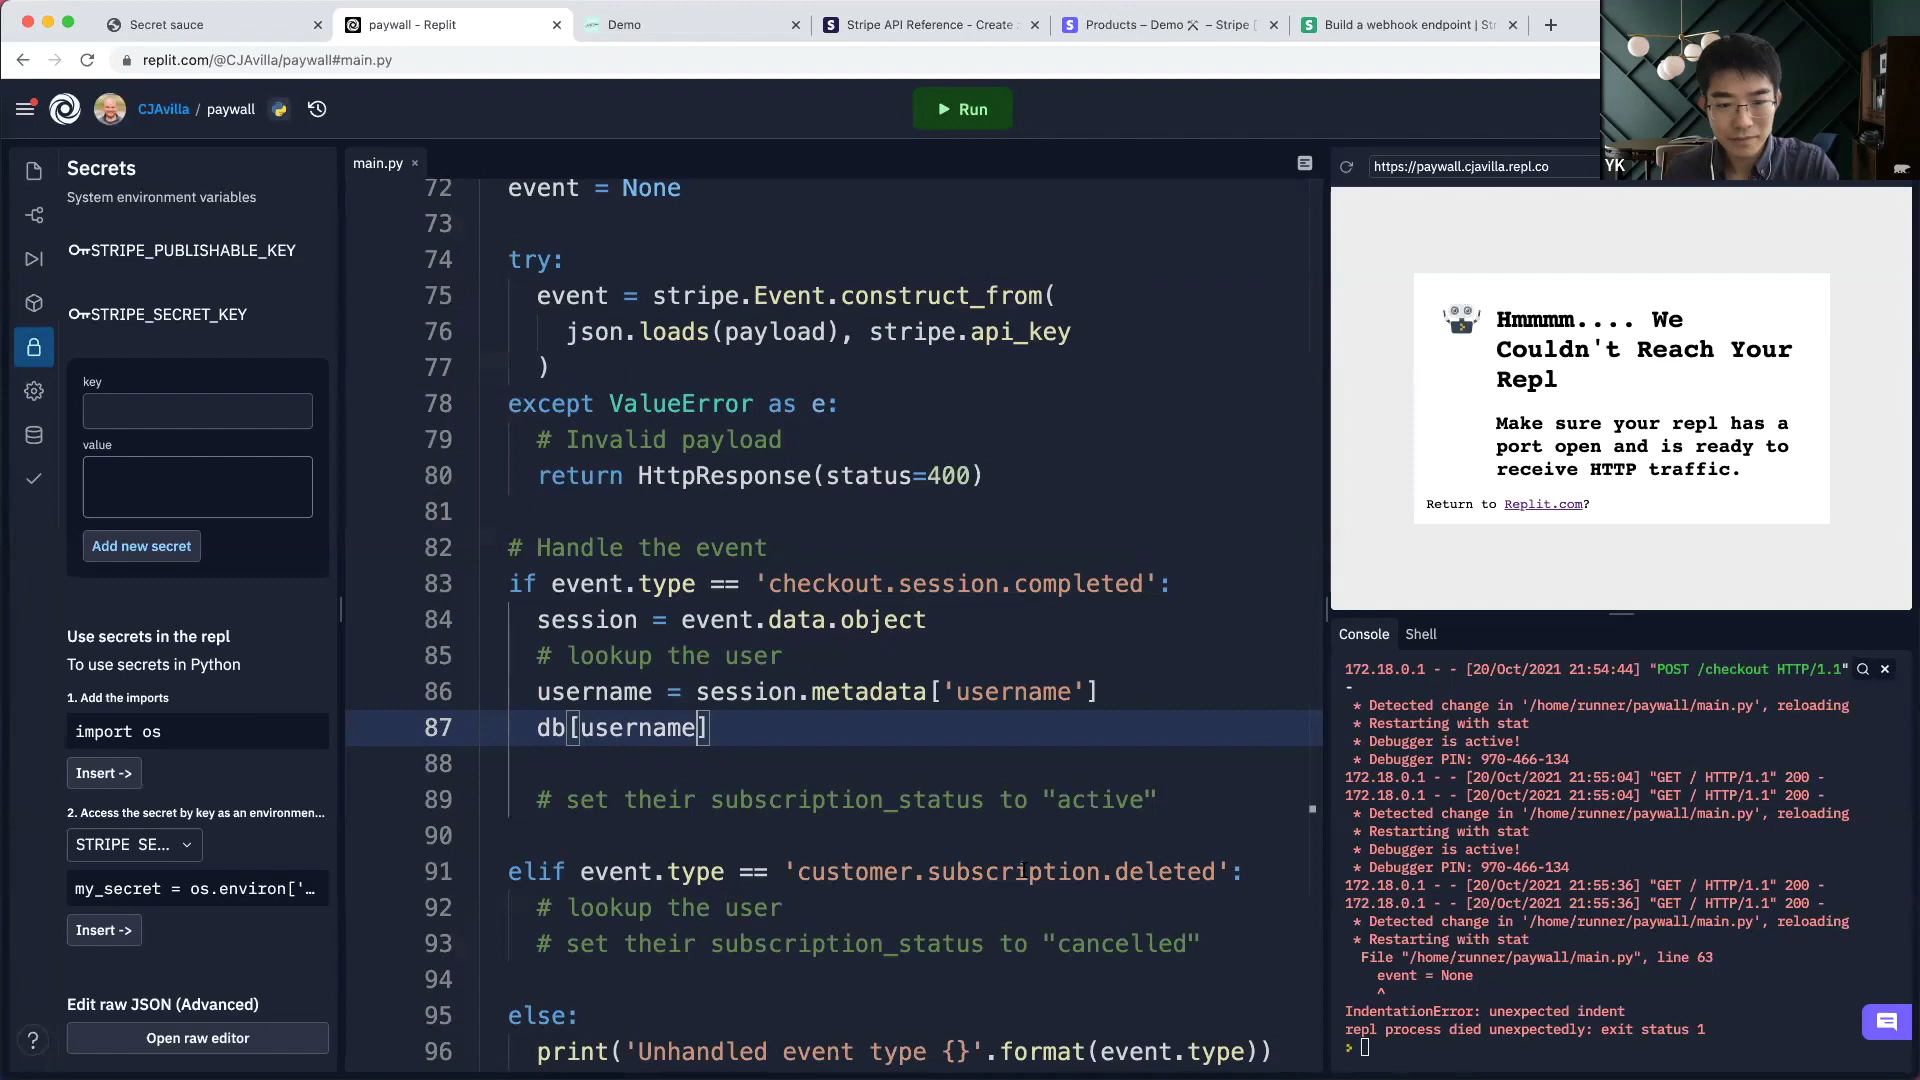 Secret sauce
paywall - Replit
Demo
Stripe API Reference - Create
Products – Demo – Stripe [
Build a webhook endpoint | St
replit.com/@CJAvilla/paywall#main.py
CJAvilla / paywall
Run
YK
Secrets
System environment variables
STRIPE_PUBLISHABLE_KEY
STRIPE_SECRET_KEY
key
value
Add new secret
Use secrets in the repl
To use secrets in Python
1. Add the imports
import os
Insert ->
2. Access the secret by key as an environmen...
STRIPE SE...
my_secret = os.environ['…
Insert ->
Edit raw JSON (Advanced)
Open raw editor
?
main.py
72 event = None
73
74 try:
75 event = stripe.Event.construct_from(
76 json.loads(payload), stripe.api_key
77 )
78 except ValueError as e:
79 # Invalid payload
80 return HttpResponse(status=400)
81
82 # Handle the event
83 if event.type == 'checkout.session.completed':
84 session = event.data.object
85 # lookup the user
86 username = session.metadata['username']
87 db[username]
88
89 # set their subscription_status to "active"
90
91 elif event.type == 'customer.subscription.deleted':
92 # lookup the user
93 # set their subscription_status to "cancelled"
94
95 else:
96 print('Unhandled event type {}'.format(event.type))
https://paywall.cjavilla.repl.co
Hmmmm.... We
Couldn't Reach Your
Repl
Make sure your repl has a
port open and is ready to
receive HTTP traffic.
Return to Replit.com?
Console
Shell
172.18.0.1 - - [20/Oct/2021 21:54:44] "POST /checkout HTTP/1.1"
-
* Detected change in '/home/runner/paywall/main.py', reloading
* Restarting with stat
* Debugger is active!
* Debugger PIN: 970-466-134
172.18.0.1 - - [20/Oct/2021 21:55:04] "GET / HTTP/1.1" 200 -
172.18.0.1 - - [20/Oct/2021 21:55:04] "GET / HTTP/1.1" 200 -
* Detected change in '/home/runner/paywall/main.py', reloading
* Restarting with stat
* Debugger is active!
* Debugger PIN: 970-466-134
172.18.0.1 - - [20/Oct/2021 21:55:36] "GET / HTTP/1.1" 200 -
172.18.0.1 - - [20/Oct/2021 21:55:36] "GET / HTTP/1.1" 200 -
* Detected change in '/home/runner/paywall/main.py', reloading
* Restarting with stat
File "/home/runner/paywall/main.py", line 63
event = None
^
IndentationError: unexpected indent
repl process died unexpectedly: exit status 1